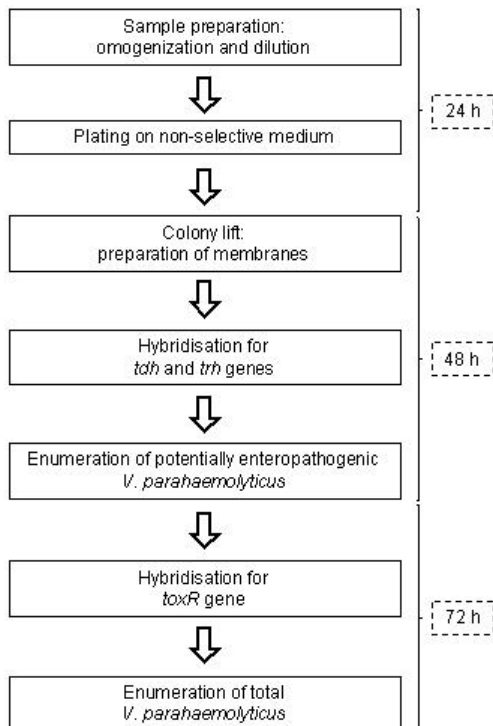 Sample preparation:
omogenization and dilution
24 h
Plating on non-selective medium
Colony lift:
preparation of membranes
Hybridisation for
tdh and trh genes
48 h
Enumeration of potentially enteropathogenic
V. parahaemolyticus
Hybridisation for
toxR gene
72 h
Enumeration of total
V. parahaemolyticus